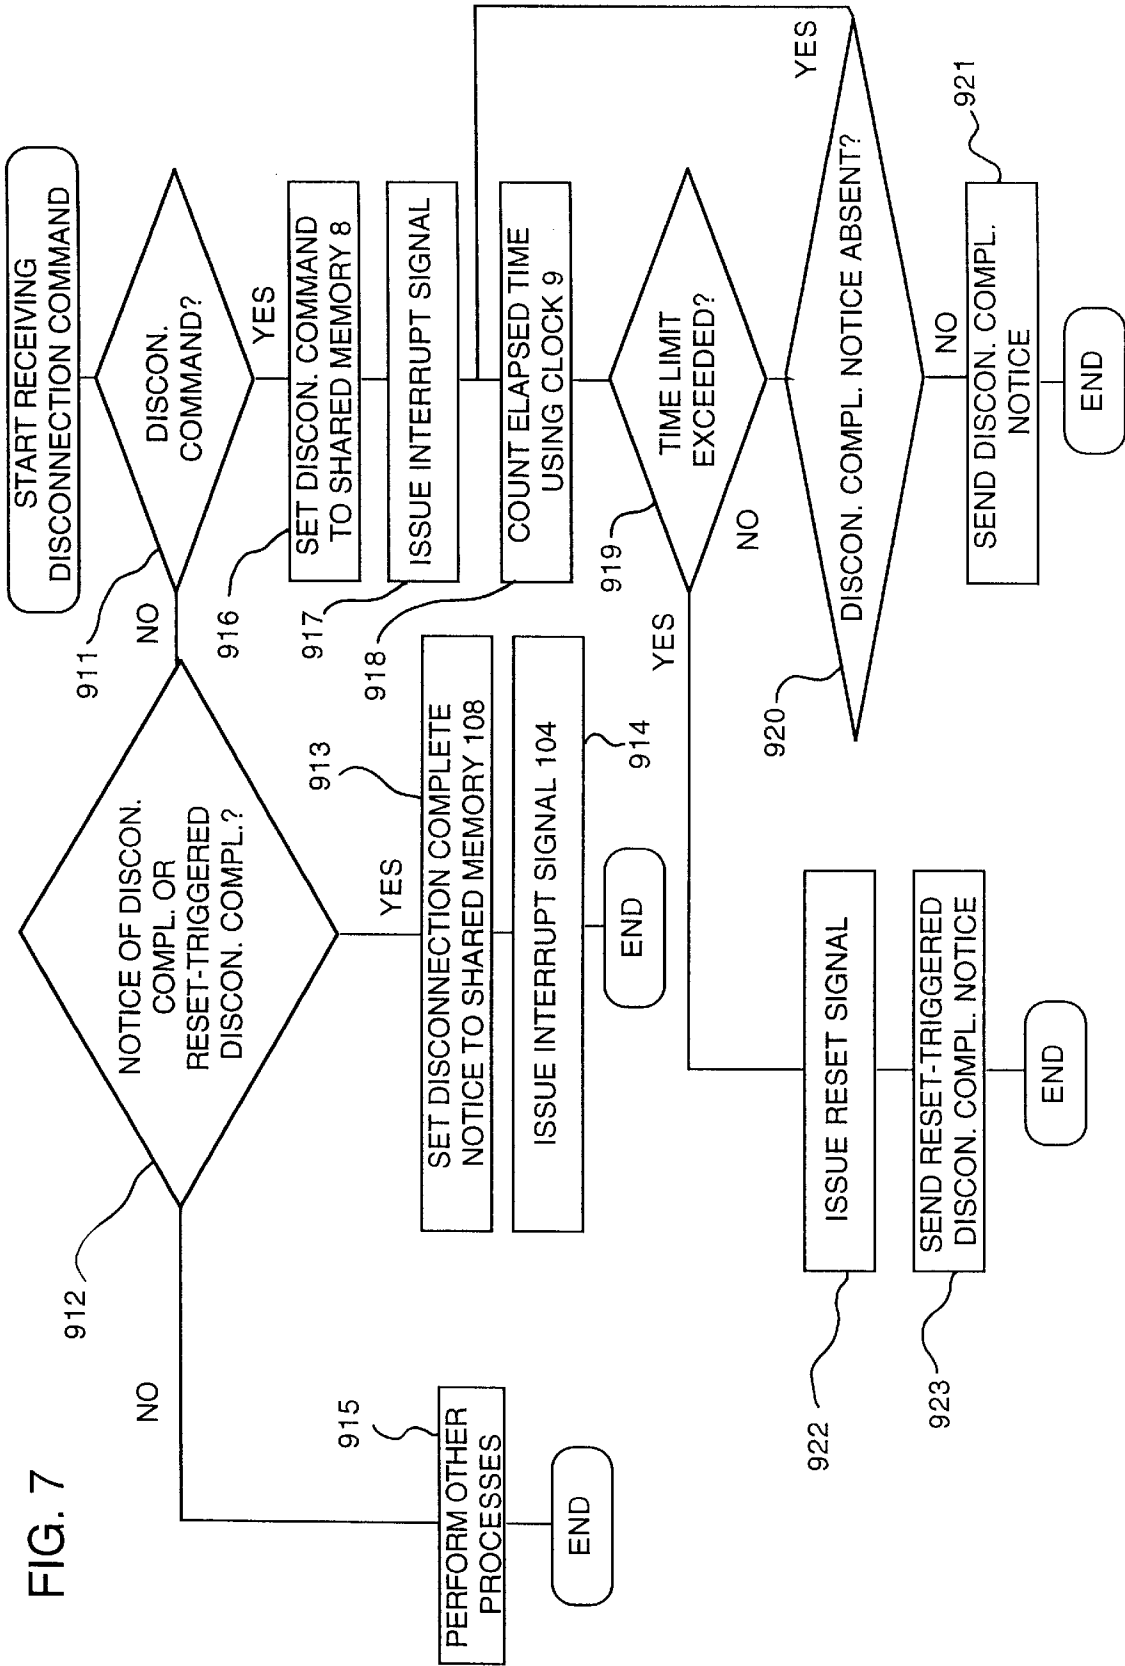 FIG. 7
START RECEIVING
DISCONNECTION COMMAND
911
DISCON.
COMMAND?
NO
YES
912
NOTICE OF DISCON.
COMPL. OR
RESET-TRIGGERED
DISCON. COMPL.?
NO
YES
913
SET DISCONNECTION COMPLETE
NOTICE TO SHARED MEMORY 108
ISSUE INTERRUPT SIGNAL 104
914
END
915
PERFORM OTHER
PROCESSES
END
916
SET DISCON. COMMAND
TO SHARED MEMORY 8
917
ISSUE INTERRUPT SIGNAL
918
COUNT ELAPSED TIME
USING CLOCK 9
919
TIME LIMIT
EXCEEDED?
YES
NO
920
DISCON. COMPL. NOTICE ABSENT?
YES
NO
921
SEND DISCON. COMPL.
NOTICE
END
922
ISSUE RESET SIGNAL
923
SEND RESET-TRIGGERED
DISCON. COMPL. NOTICE
END